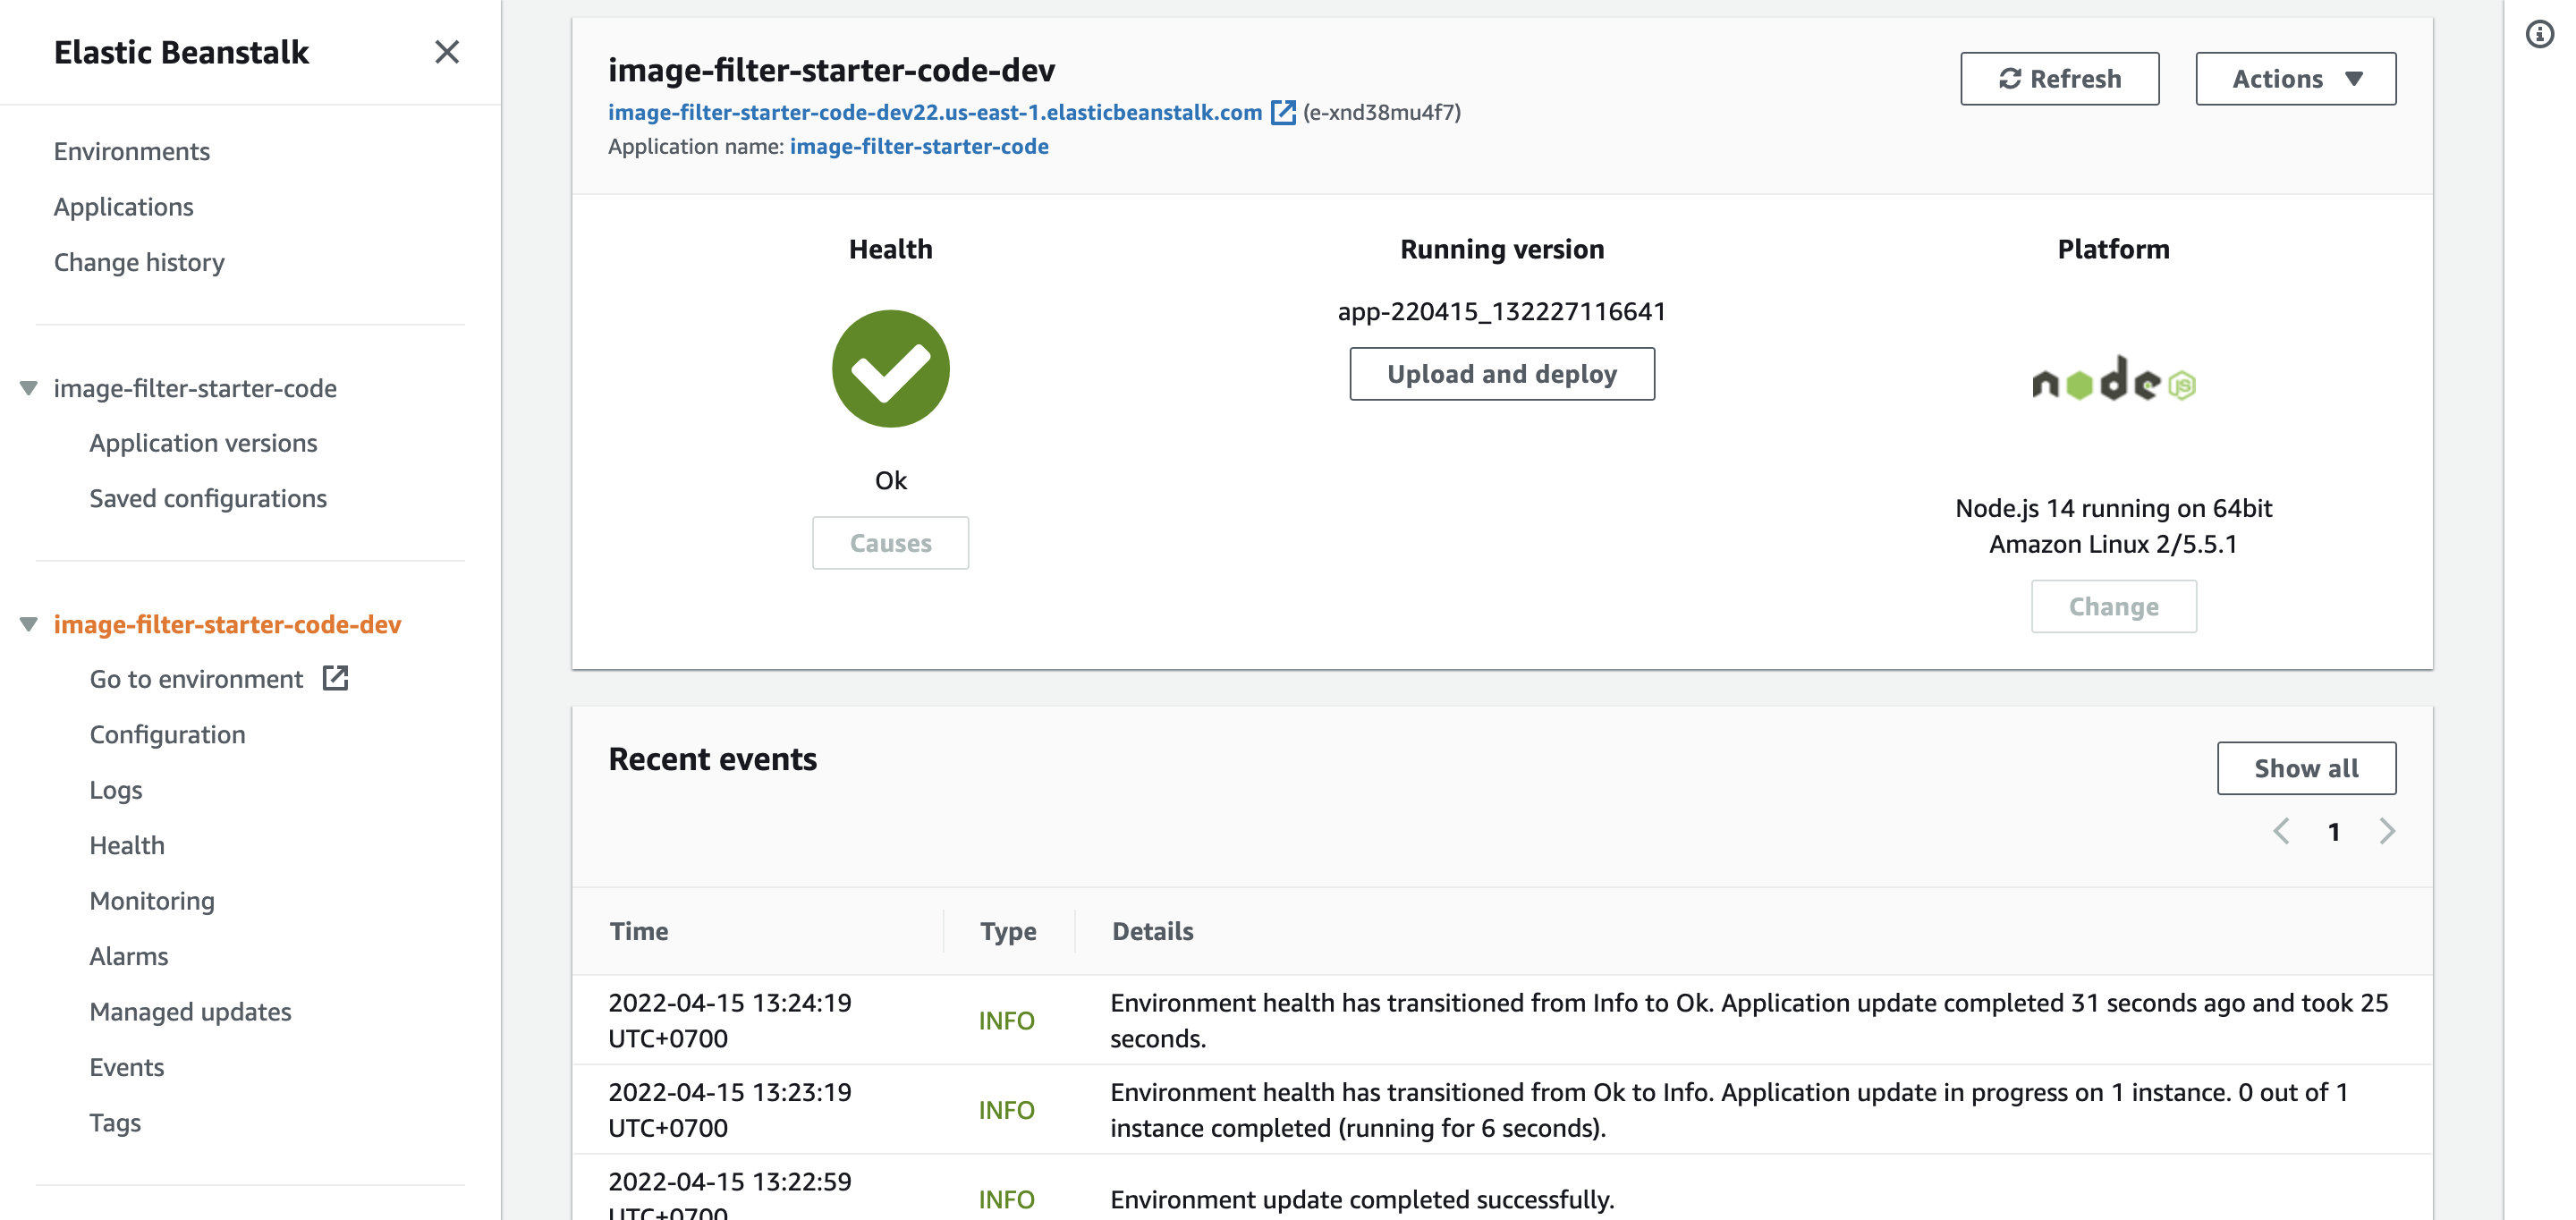 Elastic Beanstalk
Environments
Applications
Change history
image-filter-starter-code
Application versions
Saved configurations
image-filter-starter-code-dev
Go to environment
Configuration
Logs
Health
Monitoring
Alarms
Managed updates
Events
Tags
image-filter-starter-code-dev
image-filter-starter-code-dev22.us-east-1.elasticbeanstalk.com (e-xnd38mu4f7)
Application name: image-filter-starter-code
Refresh
Actions
Health
Ok
Causes
Running version
app-220415_132227116641
Upload and deploy
Platform
node JS
Node.js 14 running on 64bit
Amazon Linux 2/5.5.1
Change
Recent events
Show all
1
Time Type Details
2022-04-15 13:24:19
UTC+0700
INFO
Environment health has transitioned from Info to Ok. Application update completed 31 seconds ago and took 25
seconds.
2022-04-15 13:23:19
UTC+0700
INFO
Environment health has transitioned from Ok to Info. Application update in progress on 1 instance. 0 out of 1
instance completed (running for 6 seconds).
2022-04-15 13:22:59
UTC+0700
INFO
Environment update completed successfully.